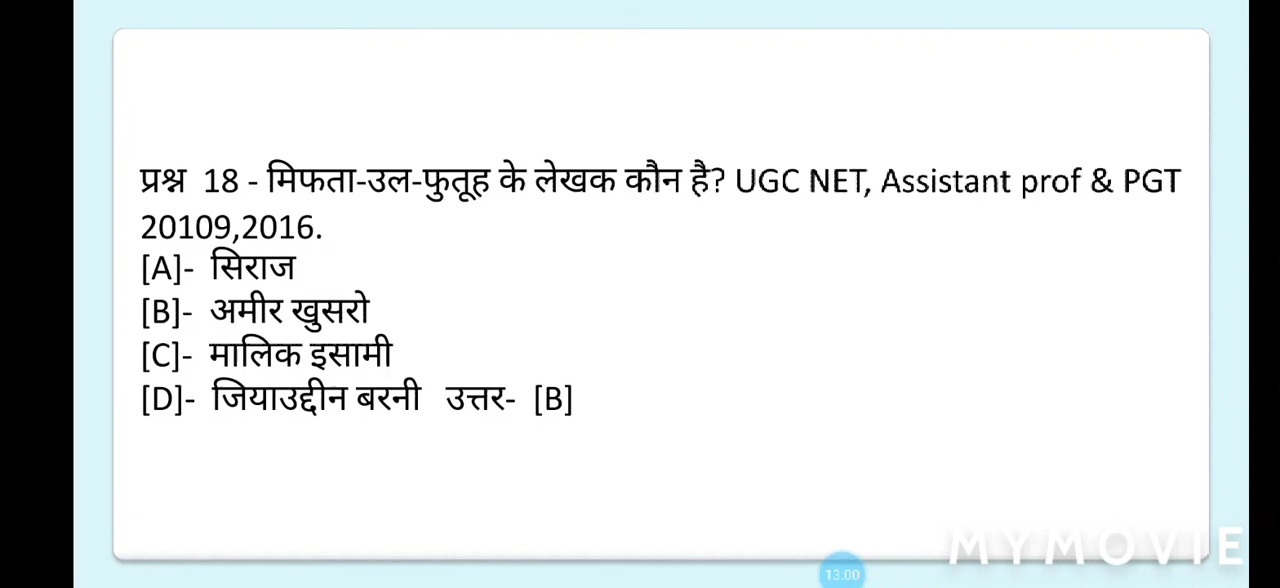 प्रश्न 18 - मिफता-उल-फुतूह के लेखक कौन है? UGC NET, Assistant prof & PGT
20109,2016.
[A]- सिराज
[B]- अमीर खुसरो
[C]- मालिक इसामी
[D]- जियाउद्दीन बरनी उत्तर- [B]
MYMOVIE
13.00